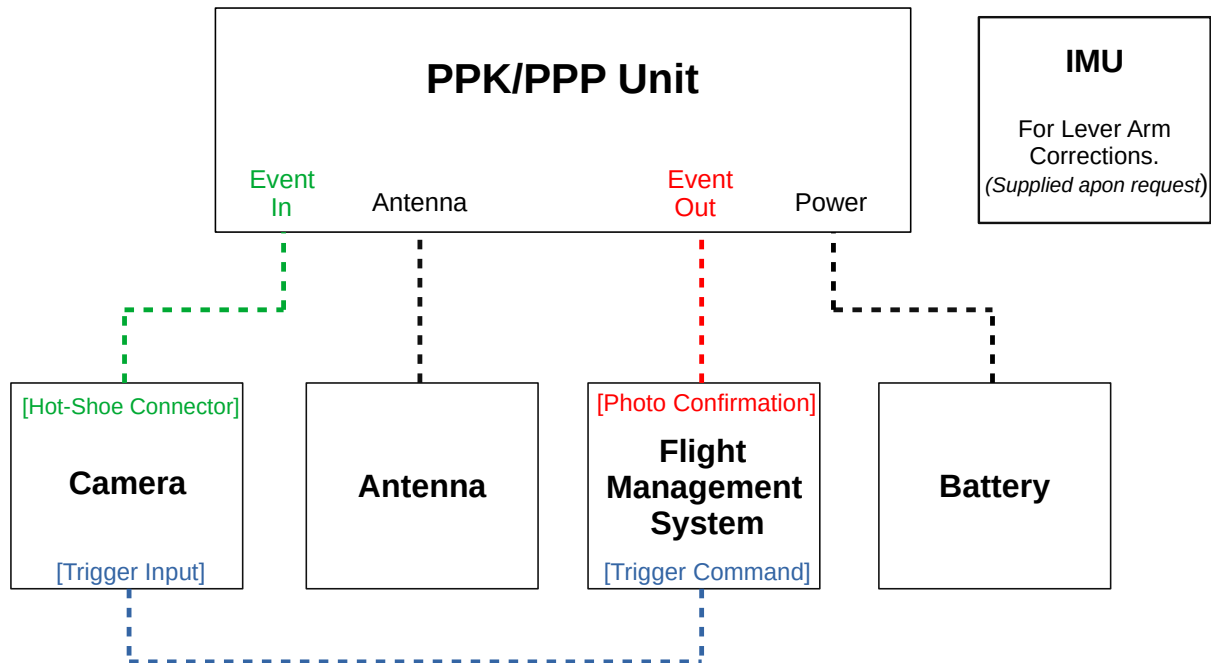 PPK/PPP Unit
Event
In
Antenna
Event
Out
Power
IMU
For Lever Arm
Corrections.
(Supplied apon request)
[Hot-Shoe Connector]
Camera
[Trigger Input]
Antenna
[Photo Confirmation]
Flight
Management
System
[Trigger Command]
Battery